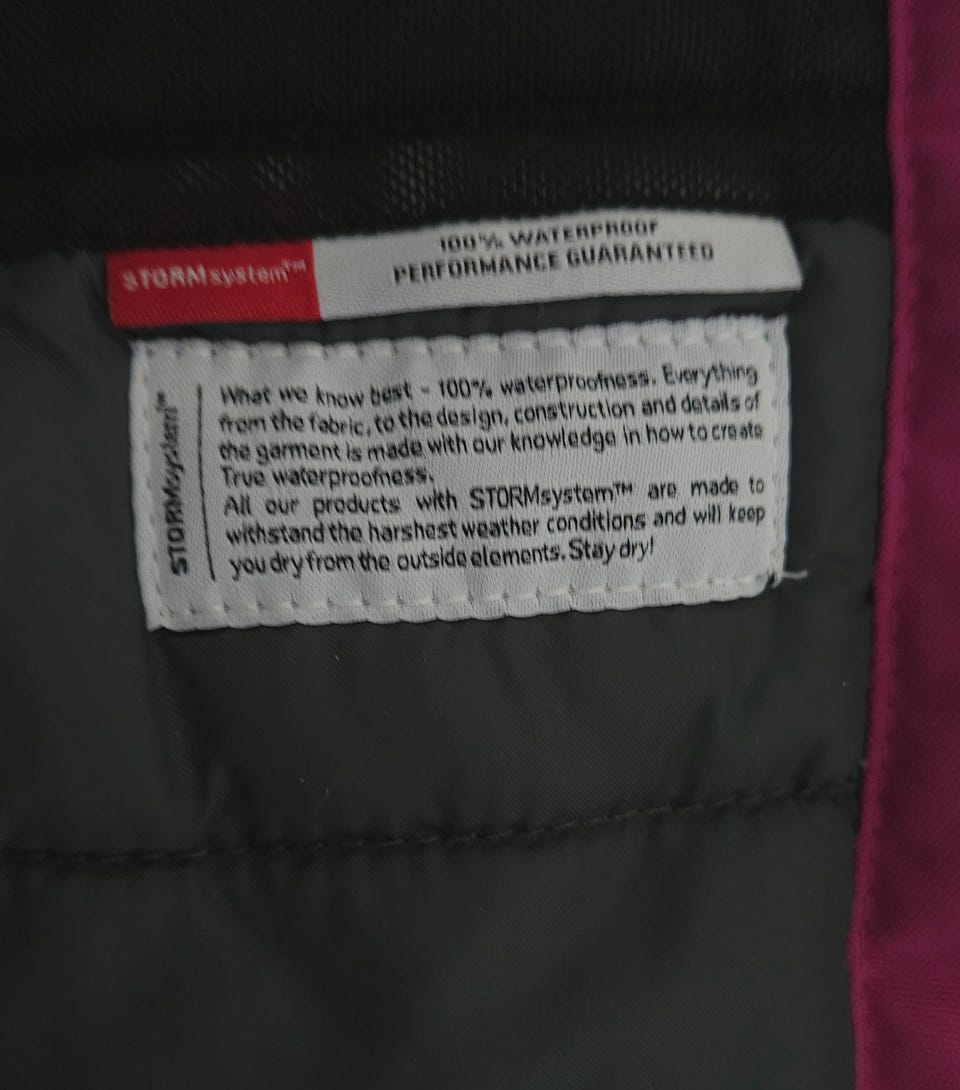 STORMsystem™
100% WATERPROOF
PERFORMANCE GUARANTEED
STORMsystem™
What we know best - 100% waterproofness. Everything
from the fabric, to the design, construction and details of
the garment is made with our knowledge in how to create
True waterproofness.
All our products with STORMsystem™ are made to
withstand the harshest weather conditions and will keep
you dry from the outside elements. Stay dry!